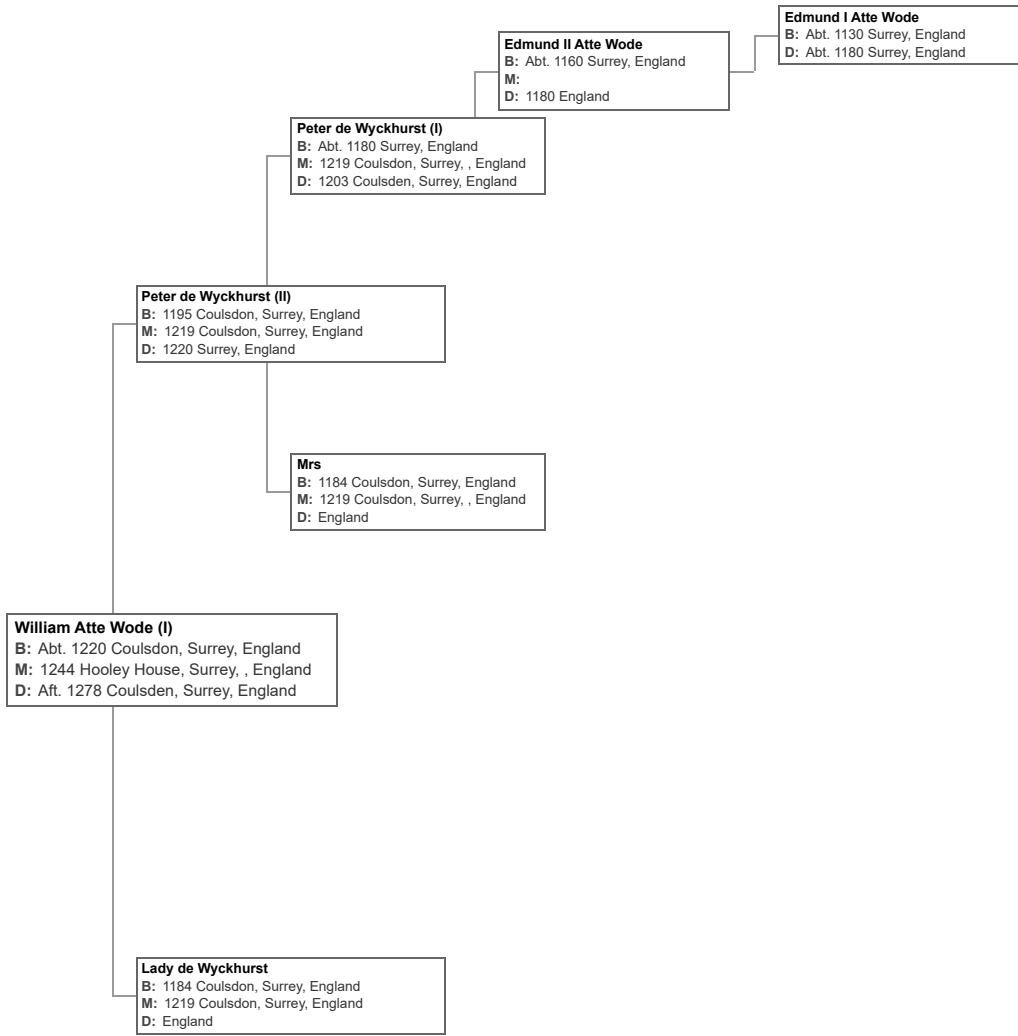 Edmund I Atte Wode
B: Abt. 1130 Surrey, England
D: Abt. 1180 Surrey, England
Edmund II Atte Wode
B: Abt. 1160 Surrey, England
M:
D: 1180 England
Peter de Wyckhurst (I)
B: Abt. 1180 Surrey, England
M: 1219 Coulsdon, Surrey, , England
D: 1203 Coulsden, Surrey, England
Peter de Wyckhurst (II)
B: 1195 Coulsdon, Surrey, England
M: 1219 Coulsdon, Surrey, England
D: 1220 Surrey, England
Mrs
B: 1184 Coulsdon, Surrey, England
M: 1219 Coulsdon, Surrey, , England
D: England
William Atte Wode (I)
B: Abt. 1220 Coulsdon, Surrey, England
M: 1244 Hooley House, Surrey, , England
D: Aft. 1278 Coulsden, Surrey, England
Lady de Wyckhurst
B: 1184 Coulsdon, Surrey, England
M: 1219 Coulsdon, Surrey, England
D: England